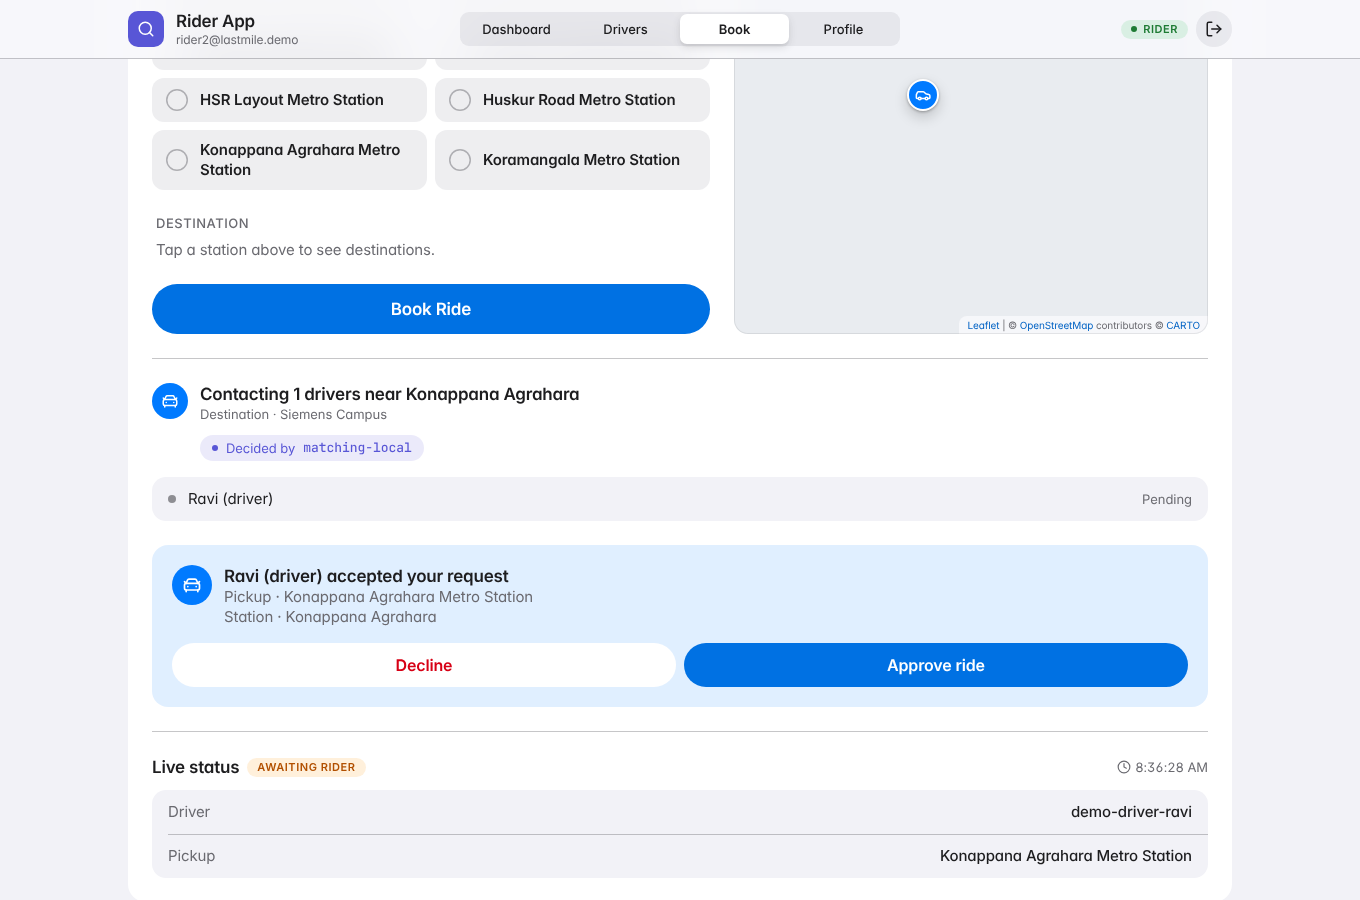 Rider App
rider2@lastmile.demo
Dashboard
Drivers
Book
Profile
RIDER
HSR Layout Metro Station
Huskur Road Metro Station
Konappana Agrahara Metro
Station
Koramangala Metro Station
DESTINATION
Tap a station above to see destinations.
Book Ride
Leaflet | © OpenStreetMap contributors © CARTO
Contacting 1 drivers near Konappana Agrahara
Destination · Siemens Campus
Decided by matching-local
Ravi (driver)
Pending
Ravi (driver) accepted your request
Pickup · Konappana Agrahara Metro Station
Station · Konappana Agrahara
Decline
Approve ride
Live status
AWAITING RIDER
8:36:28 AM
Driver
demo-driver-ravi
Pickup
Konappana Agrahara Metro Station